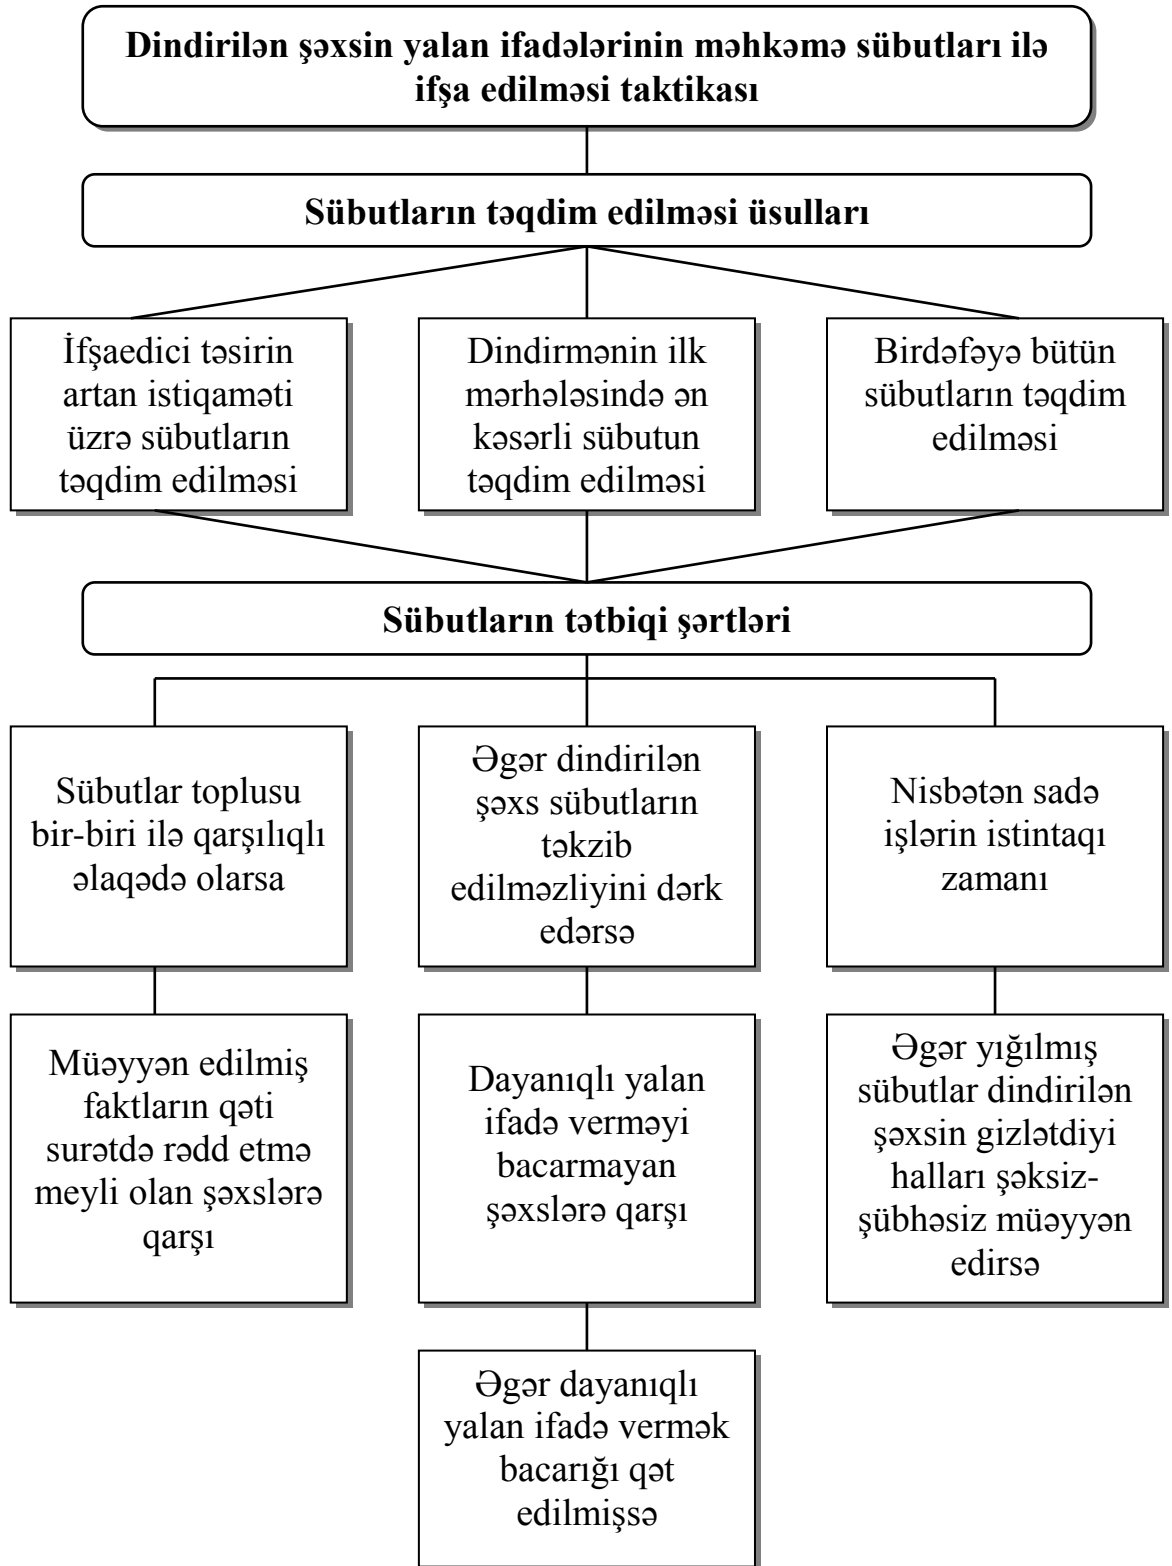 Dindirilən şəxsin yalan ifadələrinin məhkəmə sübutları ilə
ifşa edilməsi taktikası
Sübutların təqdim edilməsi üsulları
İfşaedici təsirin
artan istiqaməti
üzrə sübutların
təqdim edilməsi
Dindirmənin ilk
mərhələsində ən
kəsərli sübutun
təqdim edilməsi
Birdəfəyə bütün
sübutların təqdim
edilməsi
Sübutların tətbiqi şərtləri
Sübutlar toplusu
bir-biri ilə qarşılıqlı
əlaqədə olarsa
Əgər dindirilən
şəxs sübutların
təkzib
edilməzliyini dərk
edərsə
Nisbətən sadə
işlərin istintaqı
zamanı
Müəyyən edilmiş
faktların qəti
surətdə rədd etmə
meyli olan şəxslərə
qarşı
Dayanıqlı yalan
ifadə verməyi
bacarmayan
şəxslərə qarşı
Əgər yığılmış
sübutlar dindirilən
şəxsin gizlətdiyi
halları şəksiz-
şübhəsiz müəyyən
edirsə
Əgər dayanıqlı
yalan ifadə vermək
bacarığı qət
edilmişsə